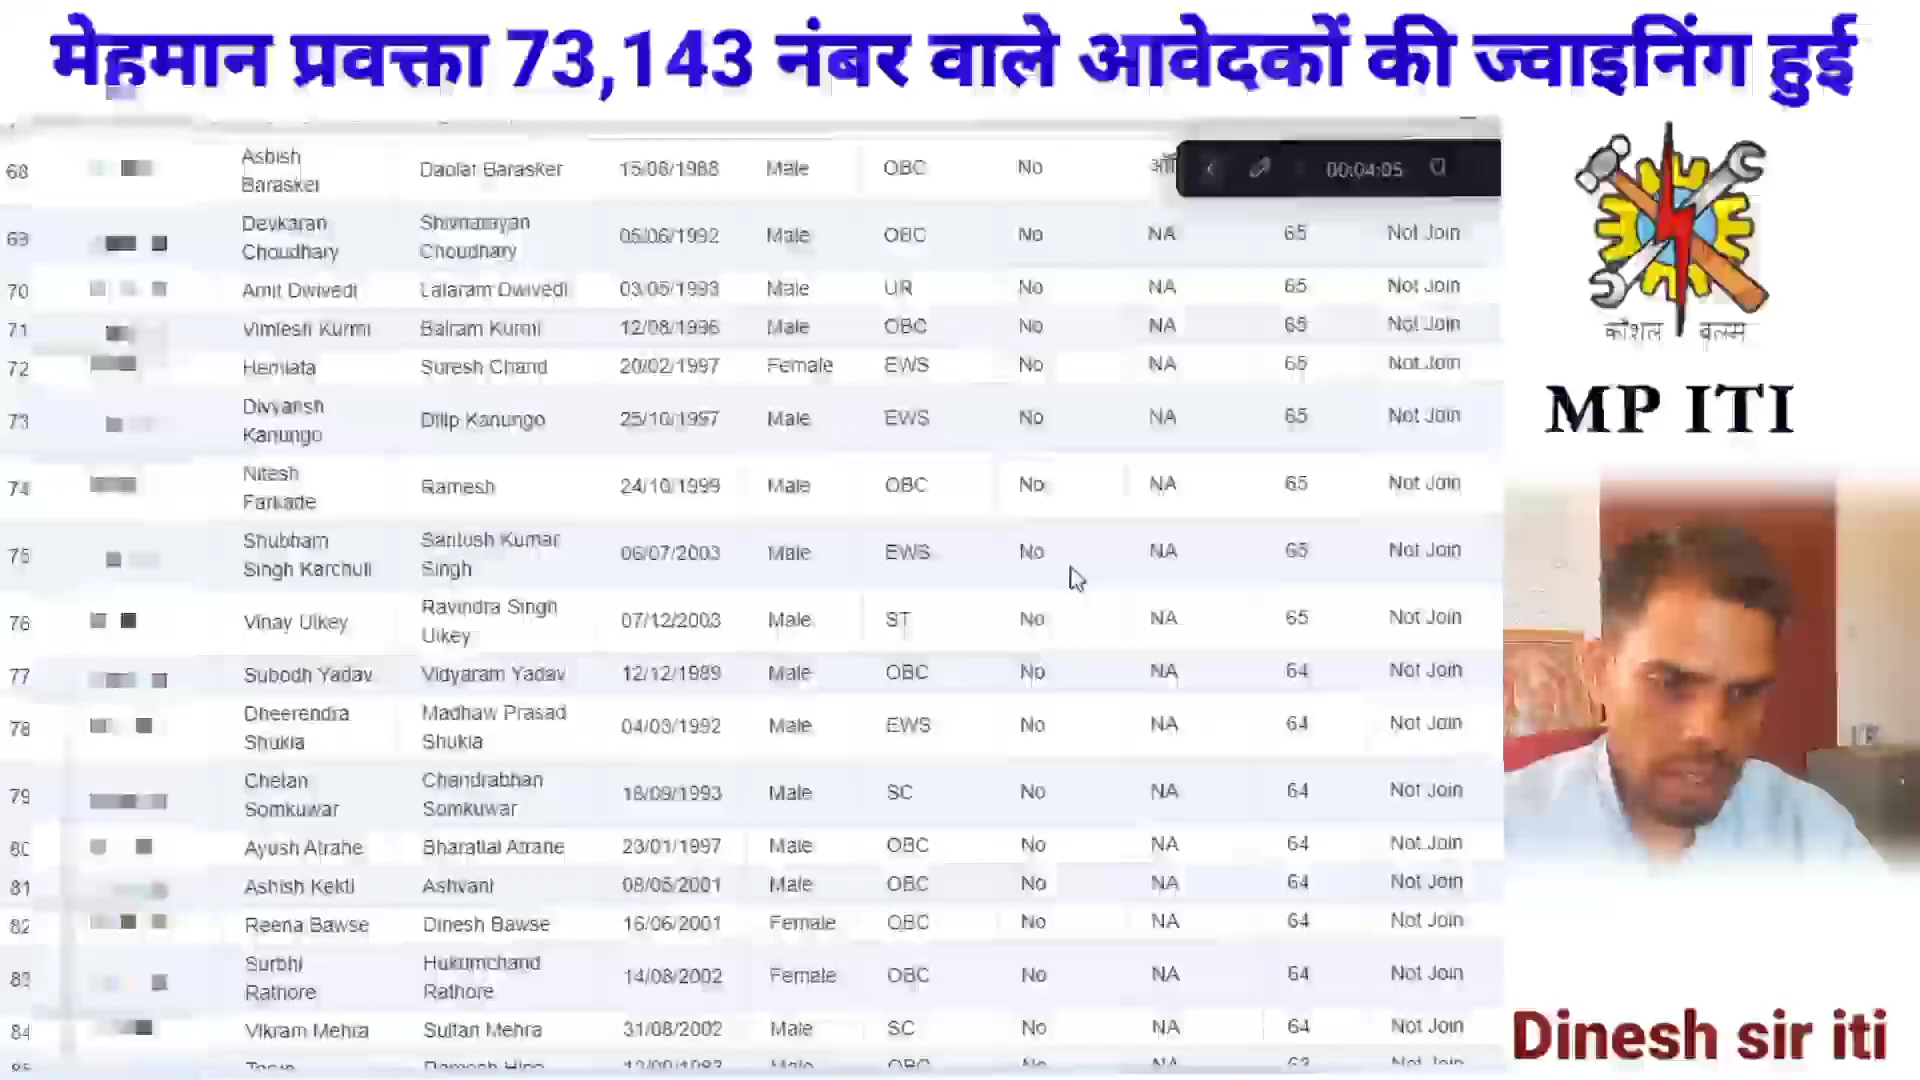 मेहमान प्रवक्ता 73,143 नंबर वाले आवेदकों की ज्वाइनिंग हुई
00:04:05
68 Ashish Barasker Daolat Barasker 15/06/1988 Male OBC No
69 Devkaran Choudhary Shivnarayan Choudhary 05/06/1992 Male OBC No NA 65 Not Join
70 Amit Dwivedi Lalaram Dwivedi 03/05/1993 Male UR No NA 65 Not Join
71 Vimlesh Kurmi Balram Kurmi 12/08/1996 Male OBC No NA 65 Not Join
72 Hemlata Suresh Chand 20/02/1997 Female EWS No NA 65 Not Join
73 Divyansh Kanungo Dilip Kanungo 25/10/1997 Male EWS No NA 65 Not Join
74 Nitesh Farkade Ramesh 24/10/1999 Male OBC No NA 65 Not Join
75 Shubham Singh Karchuli Santosh Kumar Singh 06/07/2003 Male EWS No NA 65 Not Join
76 Vinay Uikey Ravindra Singh Uikey 07/12/2003 Male ST No NA 65 Not Join
77 Subodh Yadav Vidyaram Yadav 12/12/1989 Male OBC No NA 64 Not Join
78 Dheerendra Shukla Madhaw Prasad Shukla 04/03/1992 Male EWS No NA 64 Not Join
79 Chetan Somkuwar Chandrabhan Somkuwar 18/09/1993 Male SC No NA 64 Not Join
80 Ayush Atrahe Bharatlal Atrahe 23/01/1997 Male OBC No NA 64 Not Join
81 Ashish Kekti Ashvani 08/05/2001 Male OBC No NA 64 Not Join
82 Reena Bawse Dinesh Bawse 16/06/2001 Female OBC No NA 64 Not Join
83 Surbhi Rathore Hukumchand Rathore 14/08/2002 Female OBC No NA 64 Not Join
84 Vikram Mehra Sultan Mehra 31/08/2002 Male SC No NA 64 Not Join
कौशल बलम
MP ITI
Dinesh sir iti